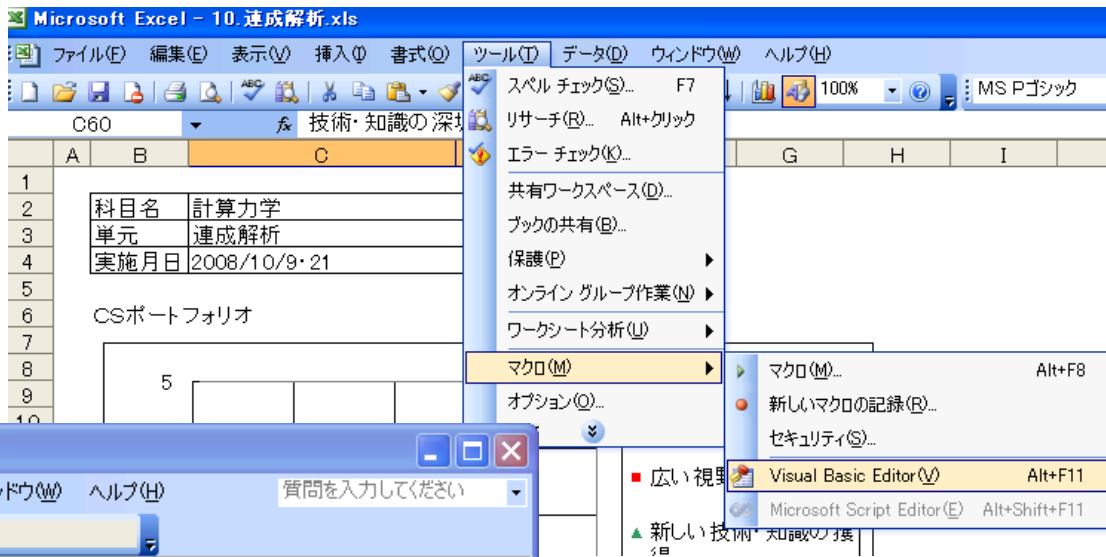 Microsoft Excel - 10.連成解析.xls
ファイル(F) 編集(E) 表示(V) 挿入(I) 書式(O) ツール(T) データ(D) ウィンドウ(W) ヘルプ(H)
100% MS Pゴシック
C60 fx 技術・知識の深
A B C G H I
1
2 科目名 計算力学
3 単元 連成解析
4 実施月日 2008/10/9・21
5
6 CSポートフォリオ
7
8
9
10
5
ABC スペル チェック(S)... F7
リサーチ(R)... Alt+クリック
エラー チェック(K)...
共有ワークスペース(D)...
ブックの共有(B)...
保護(P)
オンライン グループ作業(N)
ワークシート分析(U)
マクロ(M)
オプション(O)...
マクロ(M)... Alt+F8
新しいマクロの記録(R)...
セキュリティ(S)...
Visual Basic Editor(V) Alt+F11
Microsoft Script Editor(E) Alt+Shift+F11
ドウ(W) ヘルプ(H) 質問を入力してください
広い視野
新しい技術・知識の獲
得